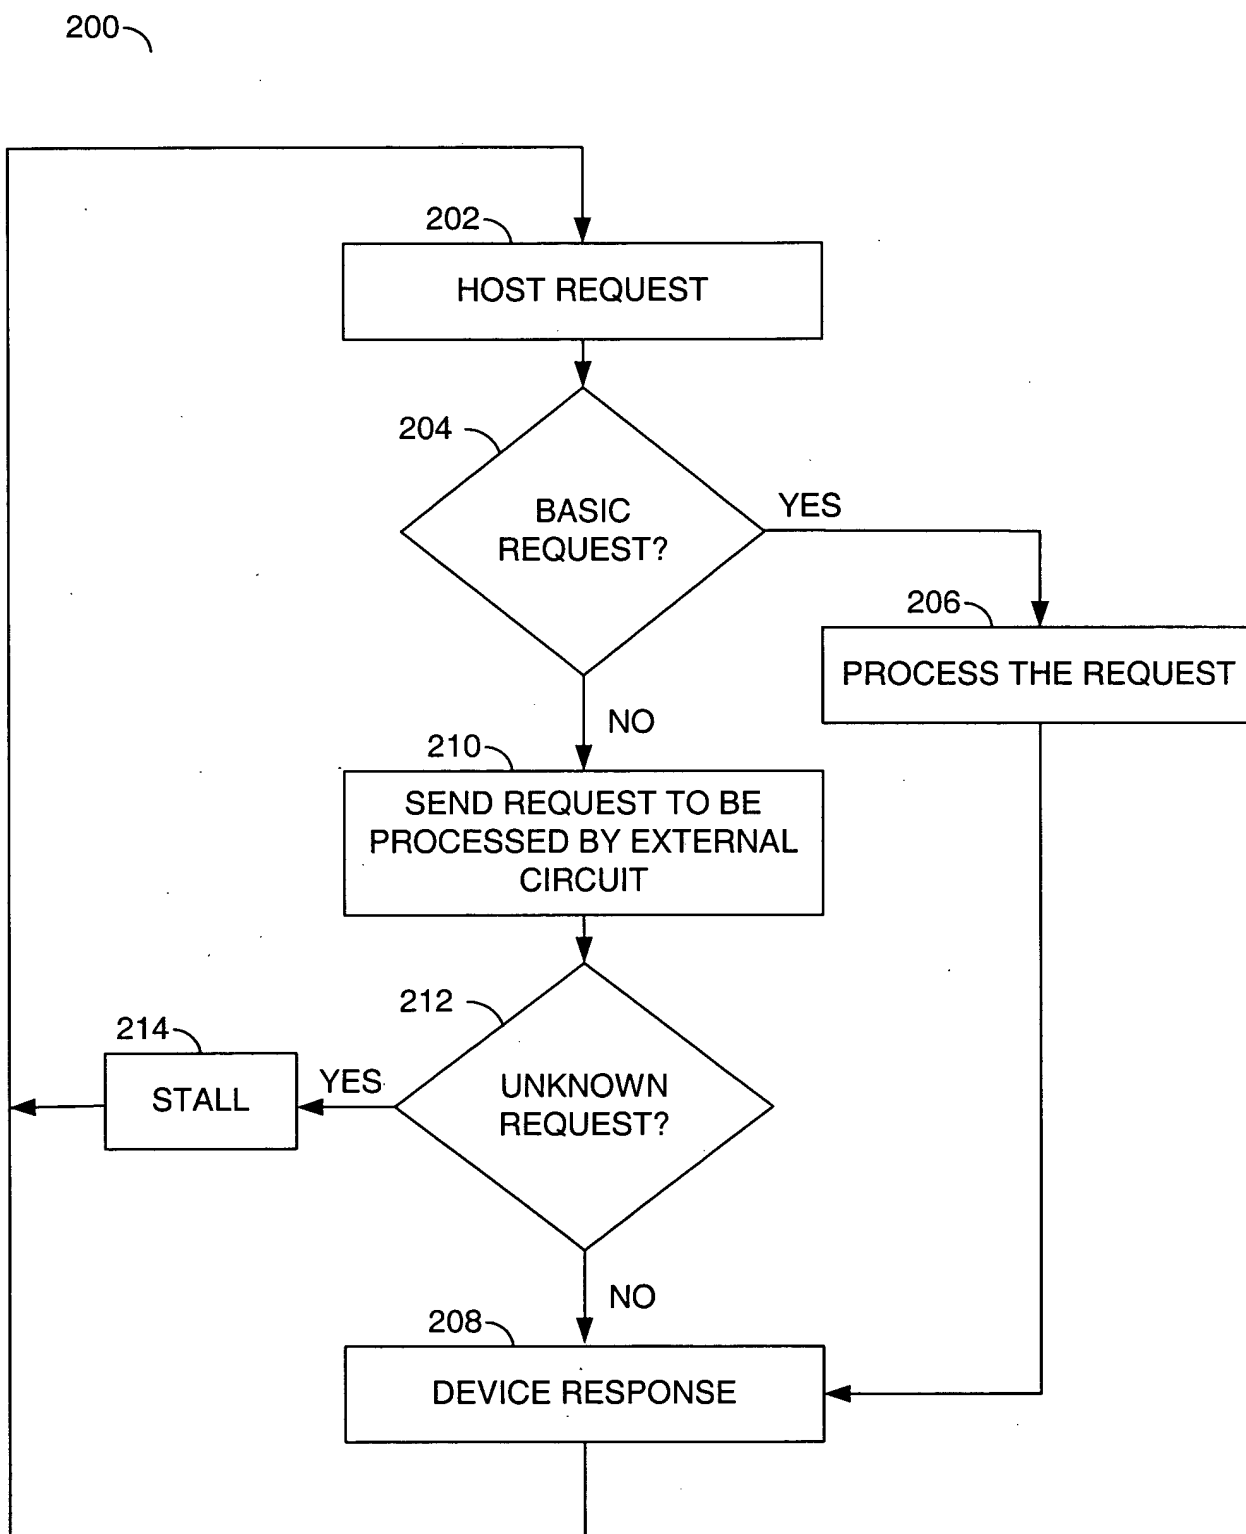 200
202
HOST REQUEST
204
BASIC
REQUEST?
YES
206
PROCESS THE REQUEST
NO
210
SEND REQUEST TO BE
PROCESSED BY EXTERNAL
CIRCUIT
212
214
STALL
YES
UNKNOWN
REQUEST?
NO
208
DEVICE RESPONSE